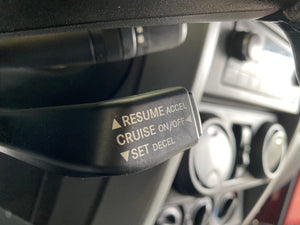 ▲RESUME ACCEL
CRUISE ON/OFF◄
▼SET DECEL